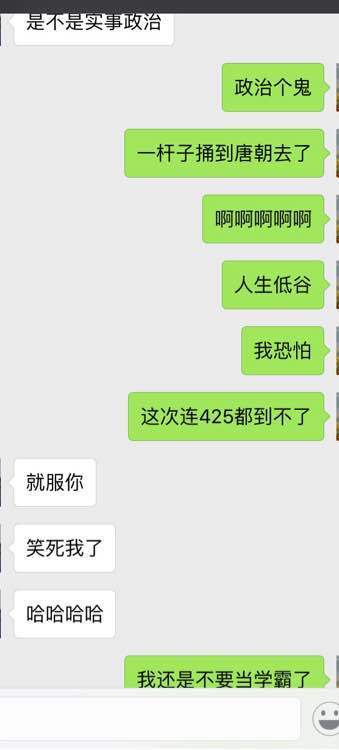 是不是实事政治
政治个鬼
一杆子捅到唐朝去了
啊啊啊啊啊
人生低谷
我恐怕
这次连425都到不了
就服你
笑死我了
哈哈哈哈
我还是不要当学霸了